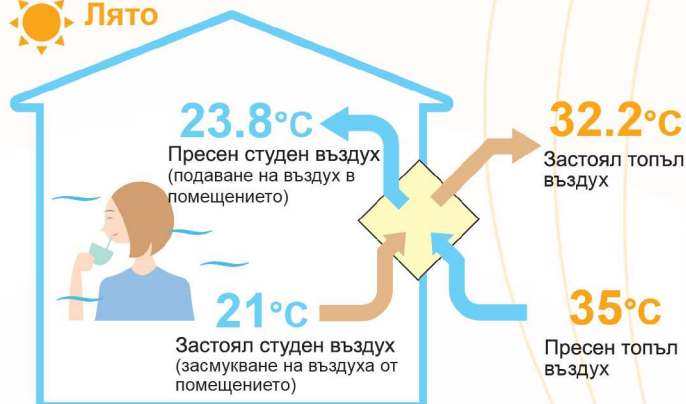 Лято
23.8°C
Пресен студен въздух
(подаване на въздух в
помещението)
32.2°C
Застоял топъл
въздух
21°C
Застоял студен въздух
(засмукване на въздуха от
помещението)
35°C
Пресен топъл
въздух